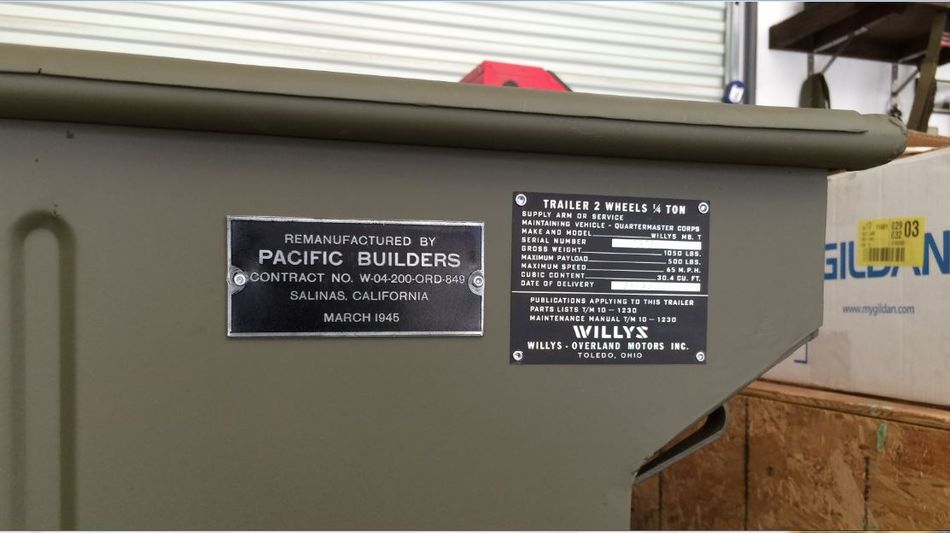 REMANUFACTURED BY
PACIFIC BUILDERS
CONTRACT NO. W-04-200-ORD-849
SALINAS, CALIFORNIA
MARCH 1945
TRAILER 2 WHEELS ¼ TON
SUPPLY ARM OR SERVICE
MAINTAINING VEHICLE - QUARTERMASTER CORPS
MAKE AND MODEL WILLYS MB. T
SERIAL NUMBER
GROSS WEIGHT 1050 LBS.
MAXIMUM PAYLOAD 500 LBS.
MAXIMUM SPEED 65 M.P.H.
CUBIC CONTENT 30.4 CU. FT.
DATE OF DELIVERY
PUBLICATIONS APPLYING TO THIS TRAILER
PARTS LISTS T/M 10 - 1230
MAINTENANCE MANUAL T/M 10 - 1230
WILLYS
WILLYS - OVERLAND MOTORS INC.
TOLEDO, OHIO
03
GILDAN
www.mygildan.com